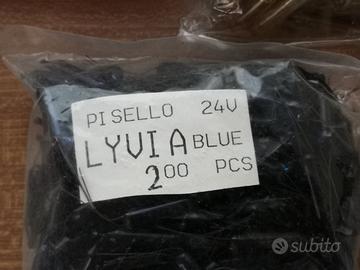 PISELLO 24V
LYVIA BLUE
200 PCS
subito